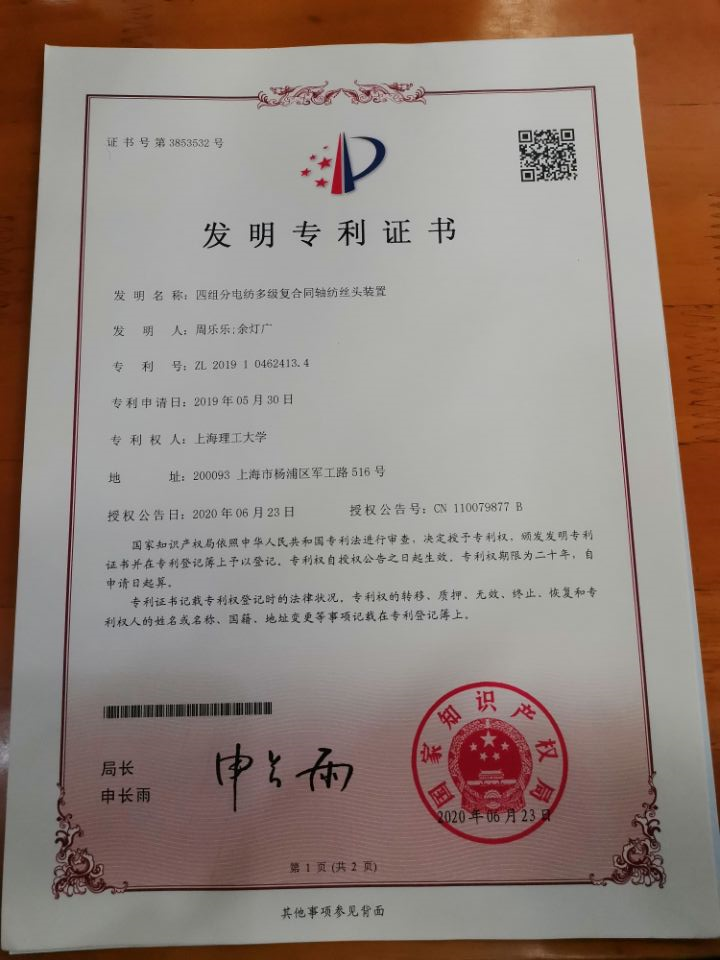 证书号第3853532号
发明专利证书
发 明 名 称：四组分电纺多级复合同轴纺丝头装置
发 明 人：周乐乐;余灯广
专 利 号：ZL 2019 1 0462413.4
专利申请日：2019年05月30日
专 利 权 人：上海理工大学
地 址：200093 上海市杨浦区军工路516号
授权公告日：2020年06月23日 授权公告号：CN 110079877 B
国家知识产权局依照中华人民共和国专利法进行审查，决定授予专利权，颁发发明专利
证书并在专利登记簿上予以登记。专利权自授权公告之日起生效。专利权期限为二十年，自
申请日起算。
专利证书记载专利权登记时的法律状况。专利权的转移、质押、无效、终止、恢复和专
利权人的姓名或名称、国籍、地址变更等事项记载在专利登记簿上。
局长
申长雨
申长雨
国家知识产权局
2020年06月23日
第 1 页 (共 2 页)
其他事项参见背面